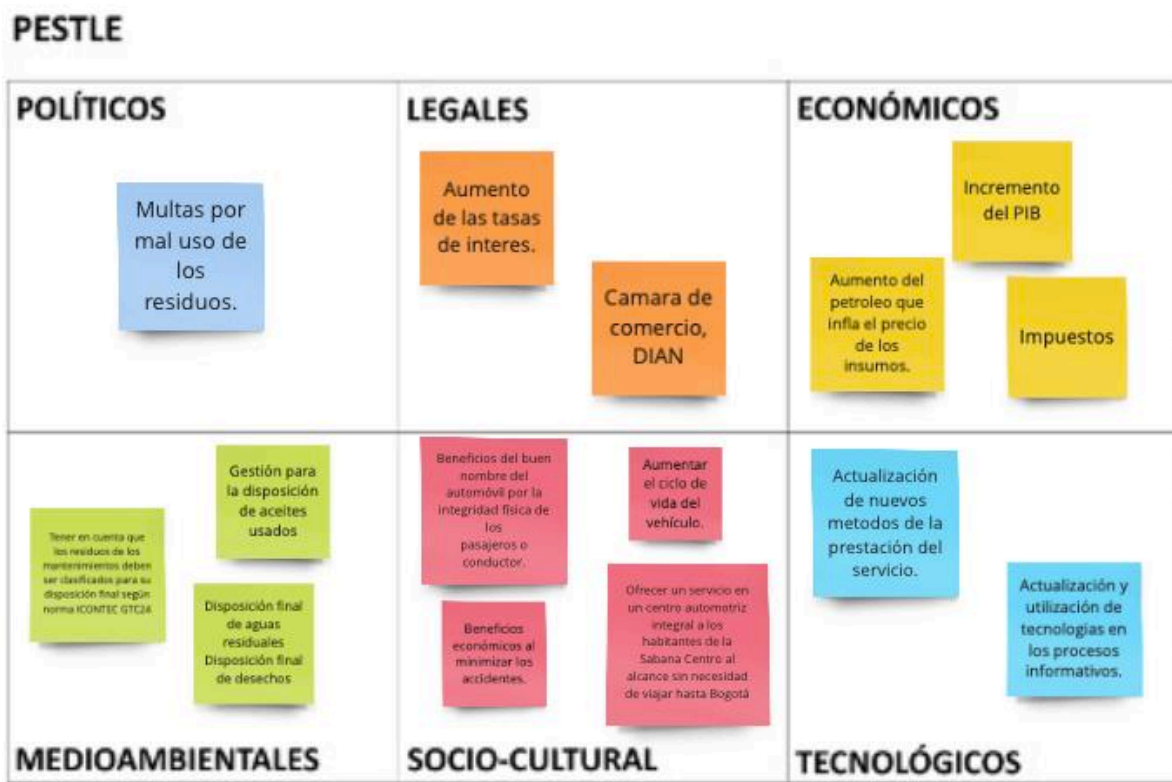 PESTLE
POLÍTICOS
Multas por
mal uso de
los
residuos.
LEGALES
Aumento
de las tasas
de interes.
Camara de
comercio,
DIAN
ECONÓMICOS
Incremento
del PIB
Aumento del
petroleo que
infla el precio
de los
insumos.
Impuestos
Gestión para
la disposición
de aceites
usados
Tener en cuenta que
los residuos de los
mantenimientos deben
ser clasificados para su
disposición final según
norma ICONTEC GTC24
Disposición final
de aguas
residuales
Disposición final
de desechos
MEDIOAMBIENTALES
Beneficios del buen
nombre del
automóvil por la
integridad física de
los
pasajeros o
conductor.
Aumentar
el ciclo de
vida del
vehículo.
Beneficios
económicos al
minimizar los
accidentes.
Ofrecer un servicio en
un centro automotriz
integral a los
habitantes de la
Sabana Centro al
alcance sin necesidad
de viajar hasta Bogotá
SOCIO-CULTURAL
Actualización
de nuevos
metodos de la
prestación del
servicio.
Actualización y
utilización de
tecnologias en
los procesos
informativos.
TECNOLÓGICOS